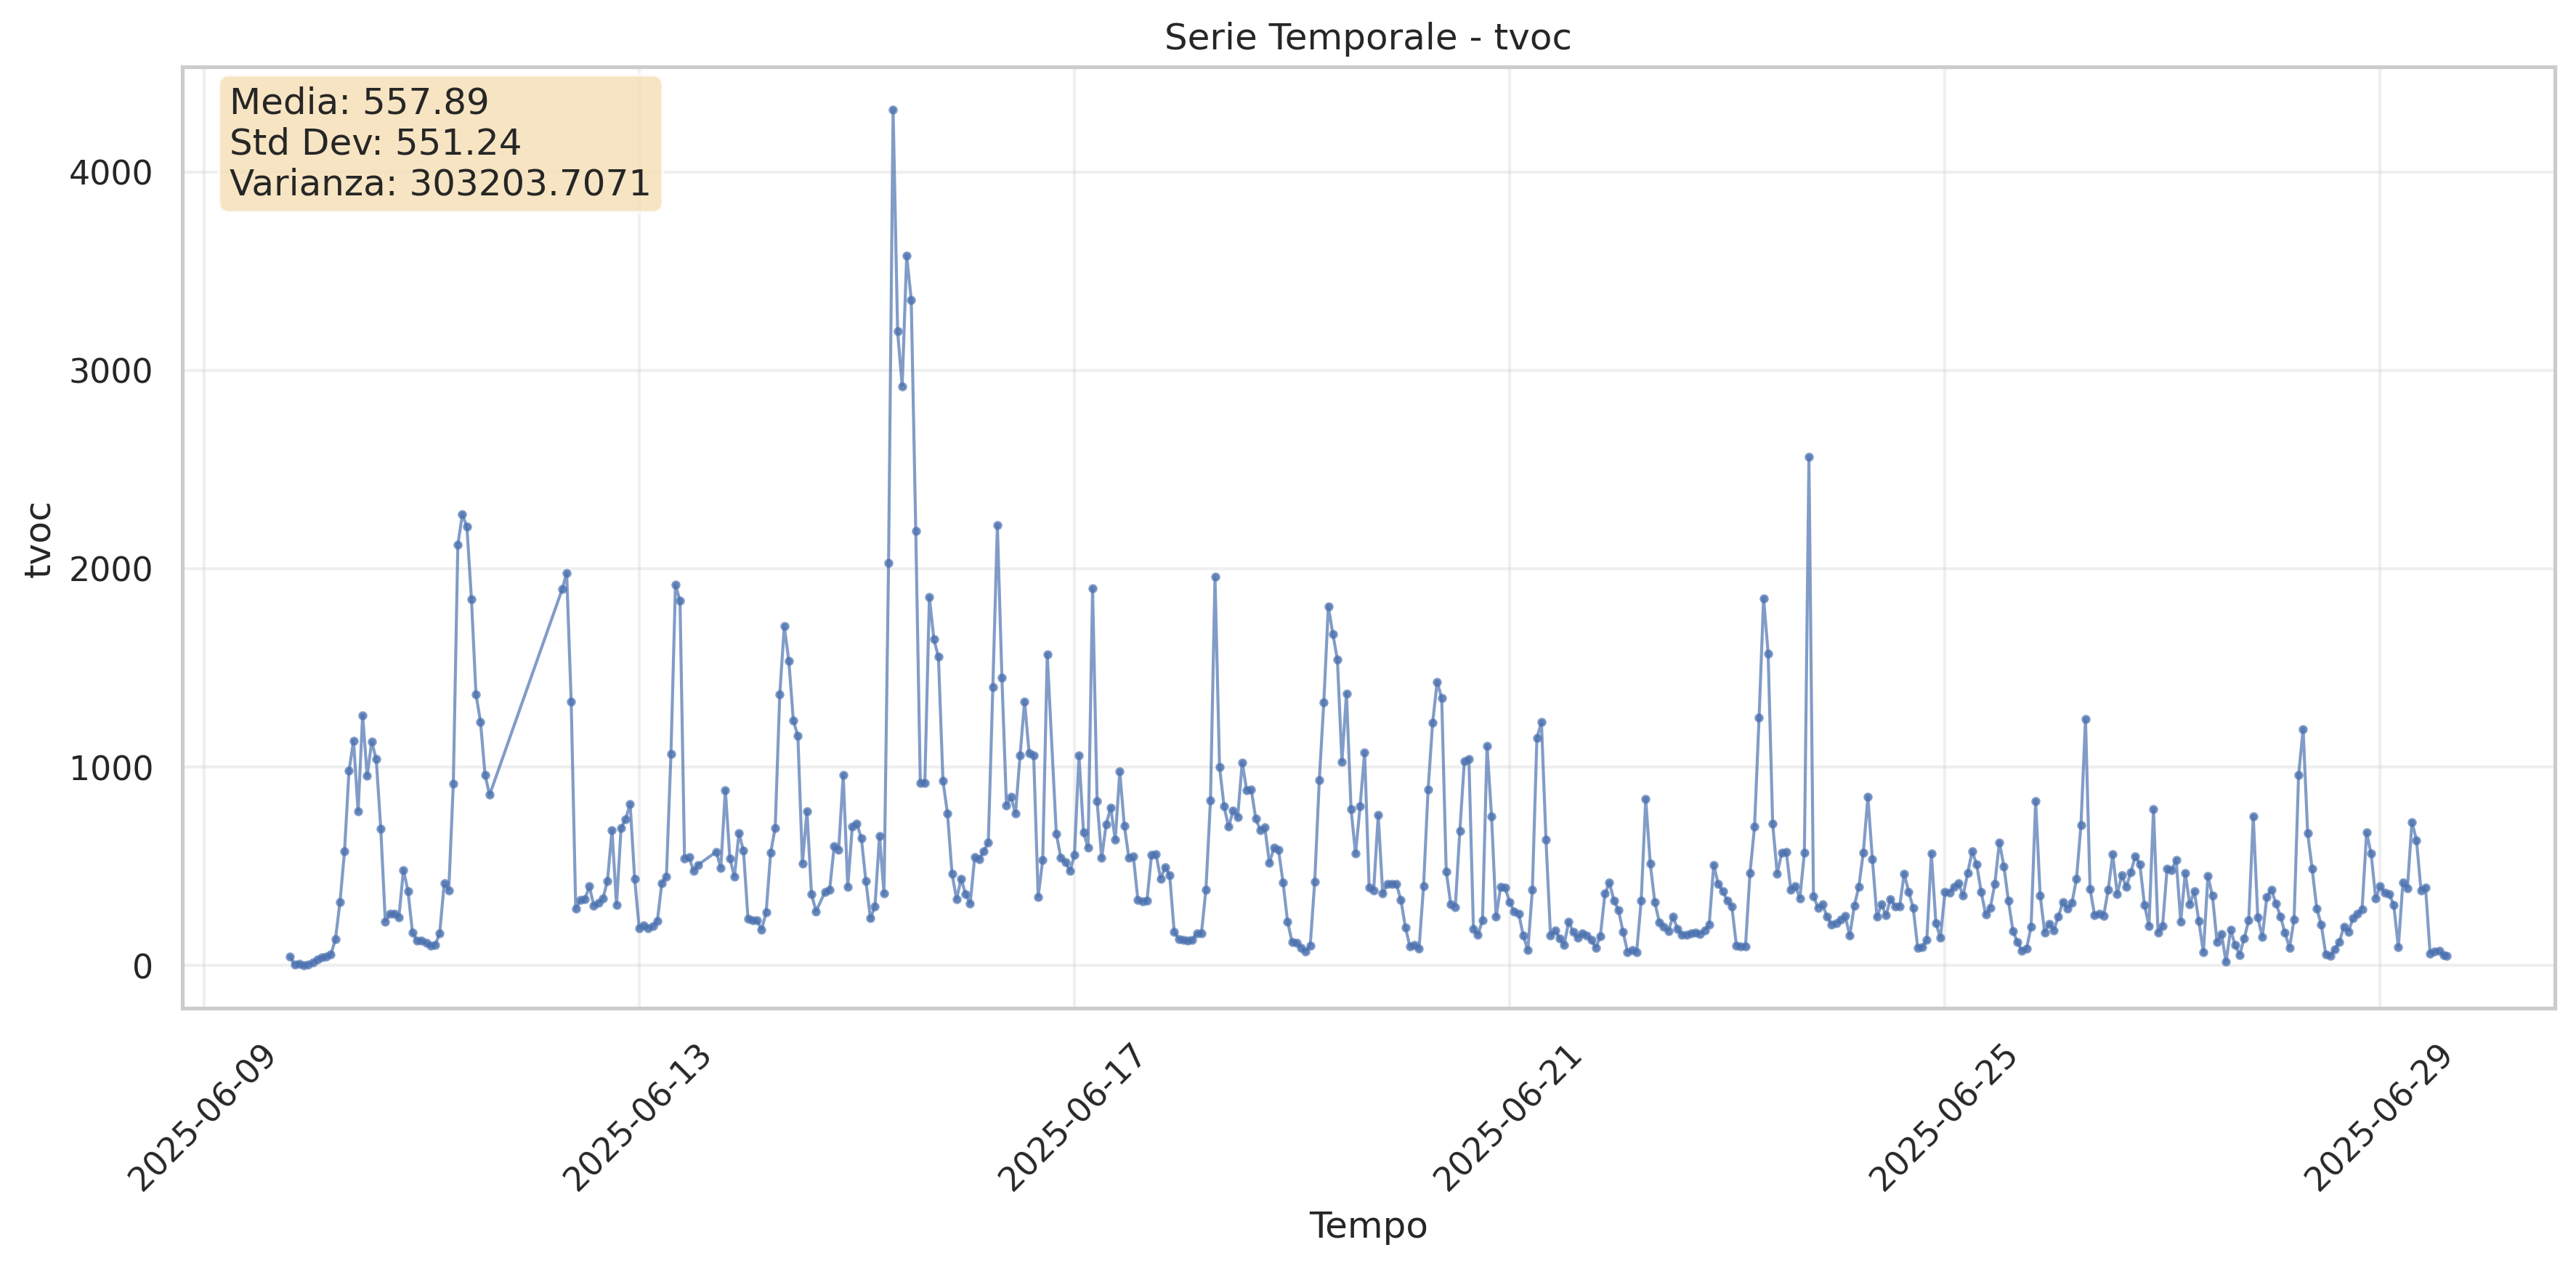 Serie Temporale - tvoc
Media: 557.89
Std Dev: 551.24
Varianza: 303203.7071
tvoc
4000
3000
2000
1000
0
2025-06-09
2025-06-13
2025-06-17
2025-06-21
2025-06-25
2025-06-29
Tempo